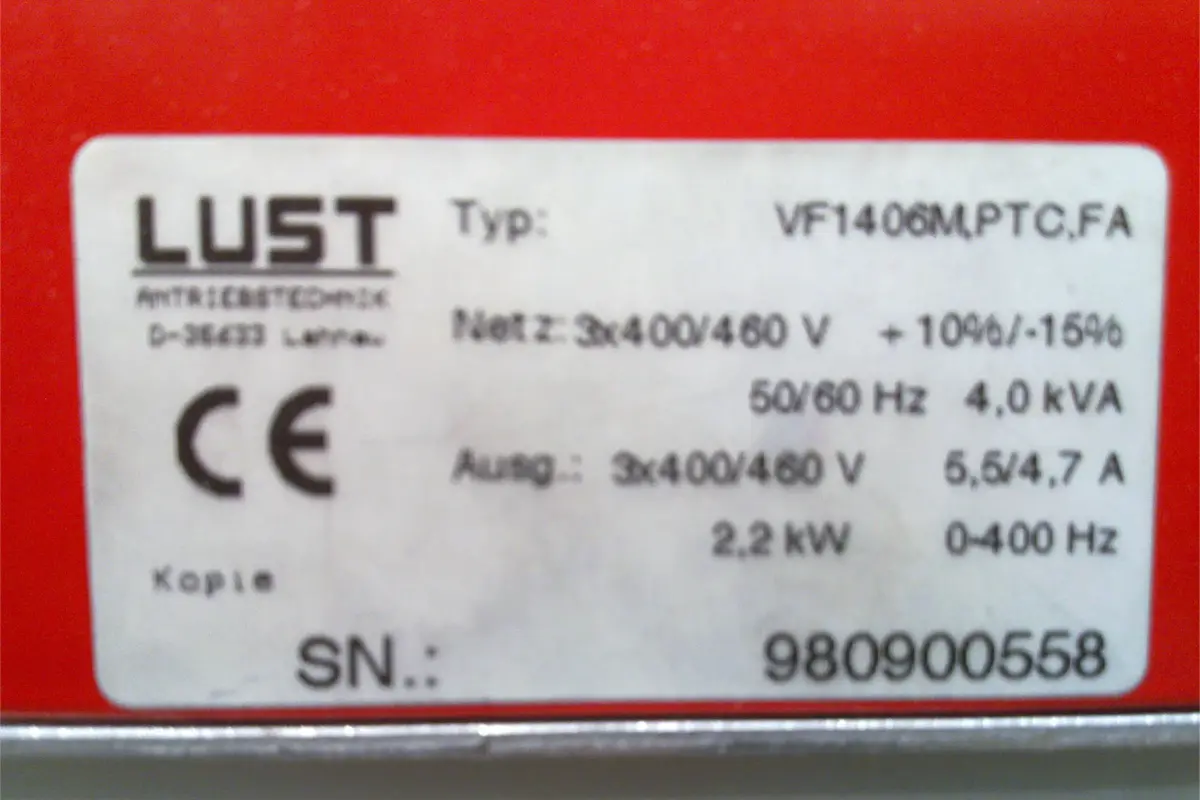 LUST
ANTRIEBSTECHNIK
D-35633 Lahnau
Typ: VF1406M,PTC,FA
Netz: 3x400/460 V + 10%/-15%
50/60 Hz 4,0 kVA
Ausg.: 3x400/460 V 5,5/4,7 A
2,2 kW 0-400 Hz
CE
Kopie
SN.: 980900558